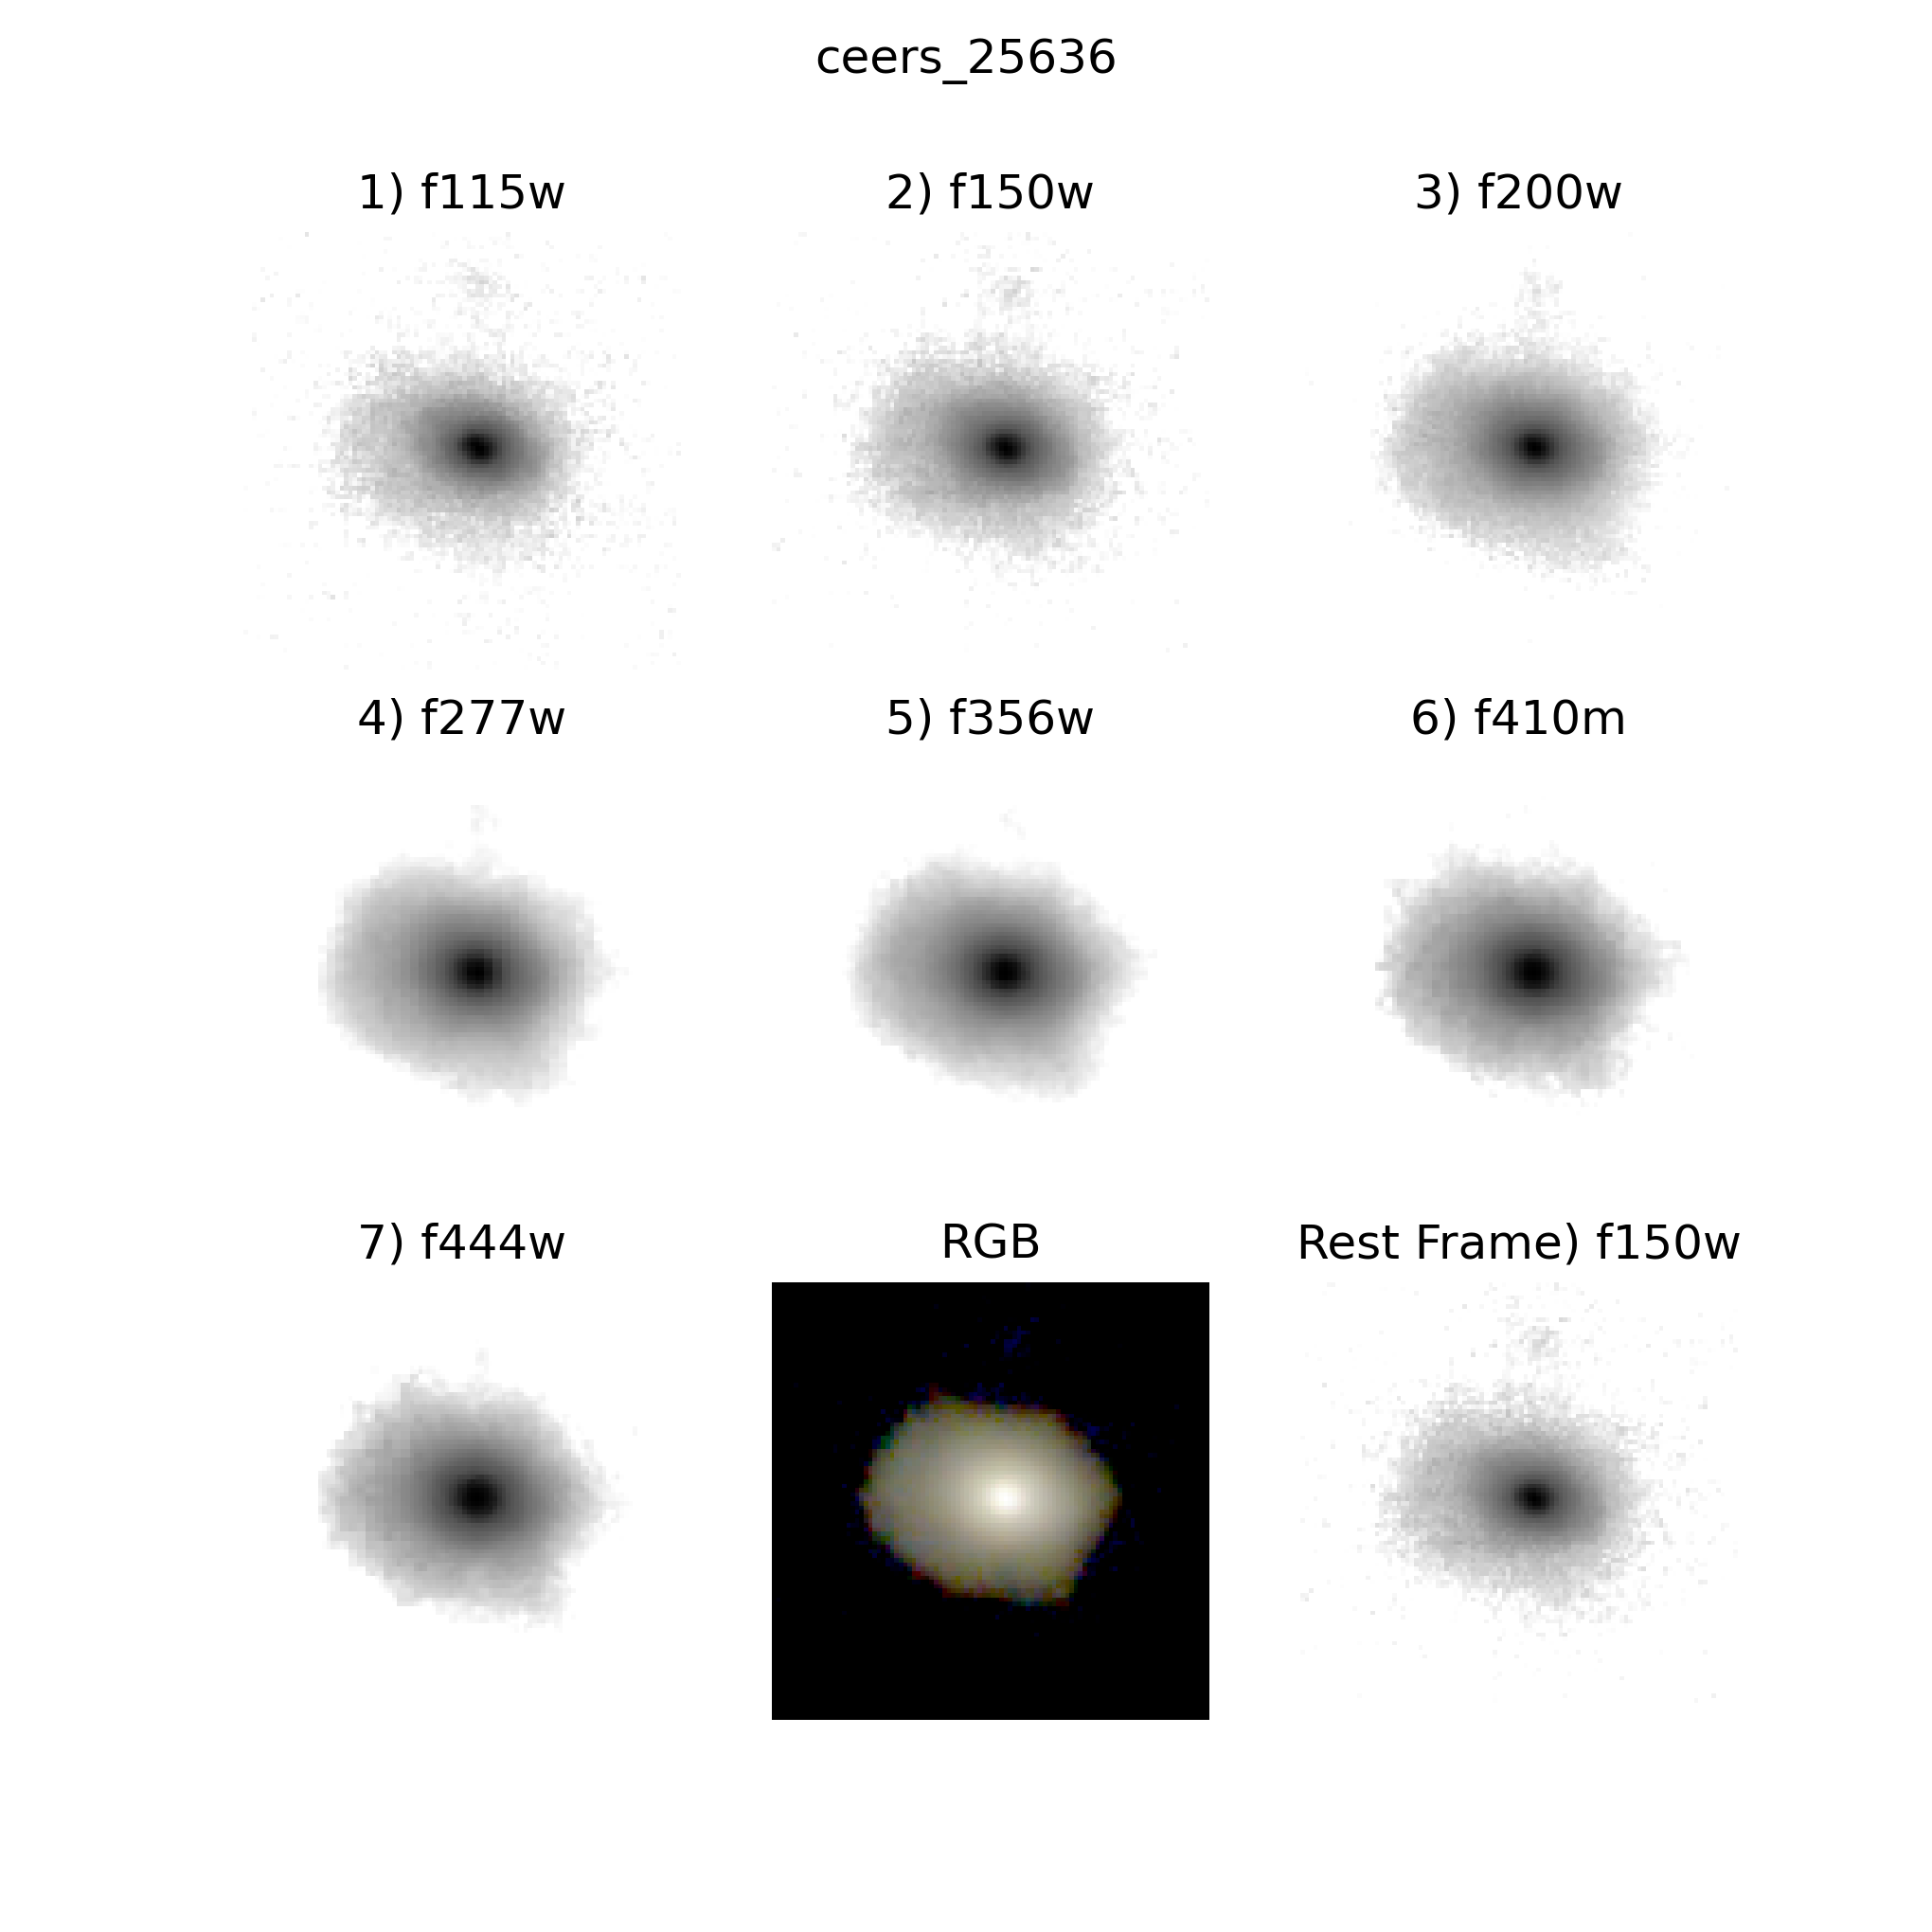 ceers_25636
1) f115w
2) f150w
3) f200w
4) f277w
5) f356w
6) f410m
7) f444w
RGB
Rest Frame) f150w